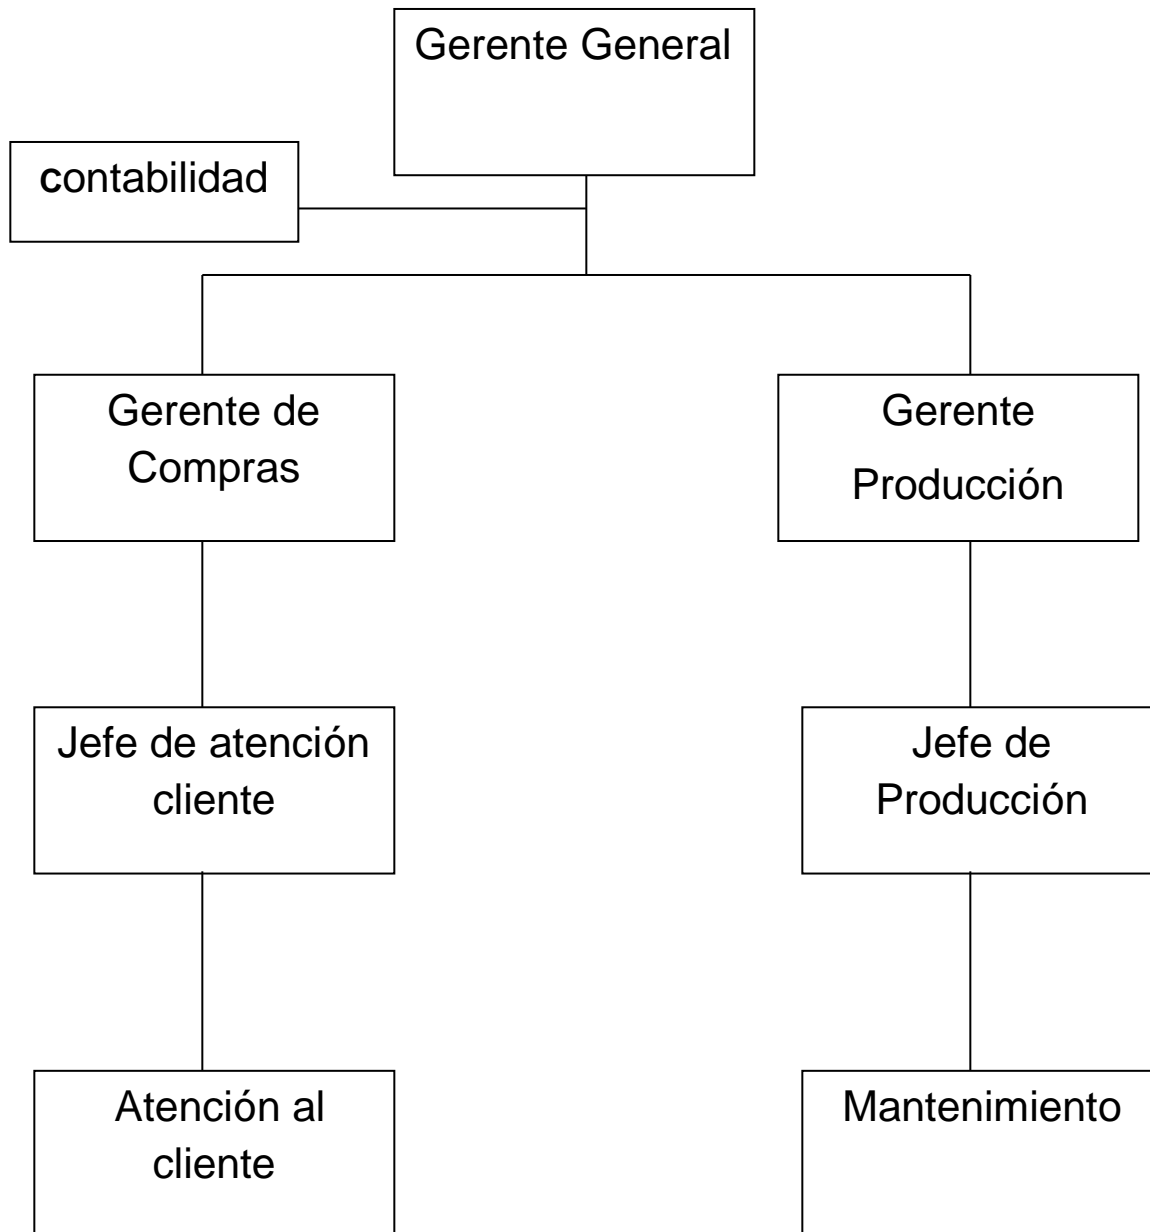 Gerente General
contabilidad
Gerente de
Compras
Gerente
Producción
Jefe de atención
cliente
Jefe de
Producción
Atención al
cliente
Mantenimiento